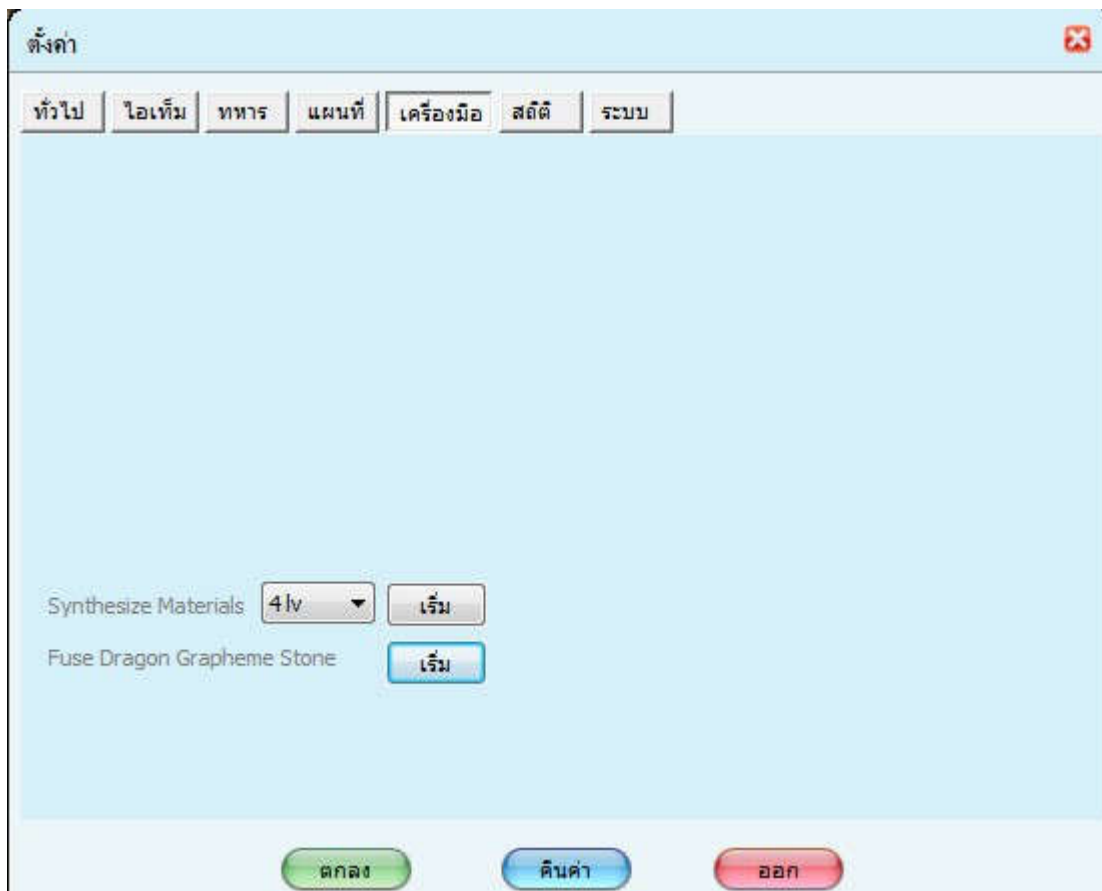 ตั้งค่า
ทั่วไป ไอเท็ม ทหาร แผนที่ เครื่องมือ สถิติ ระบบ
Synthesize Materials 4 lv เริ่ม
Fuse Dragon Grapheme Stone เริ่ม
ตกลง คืนค่า ออก